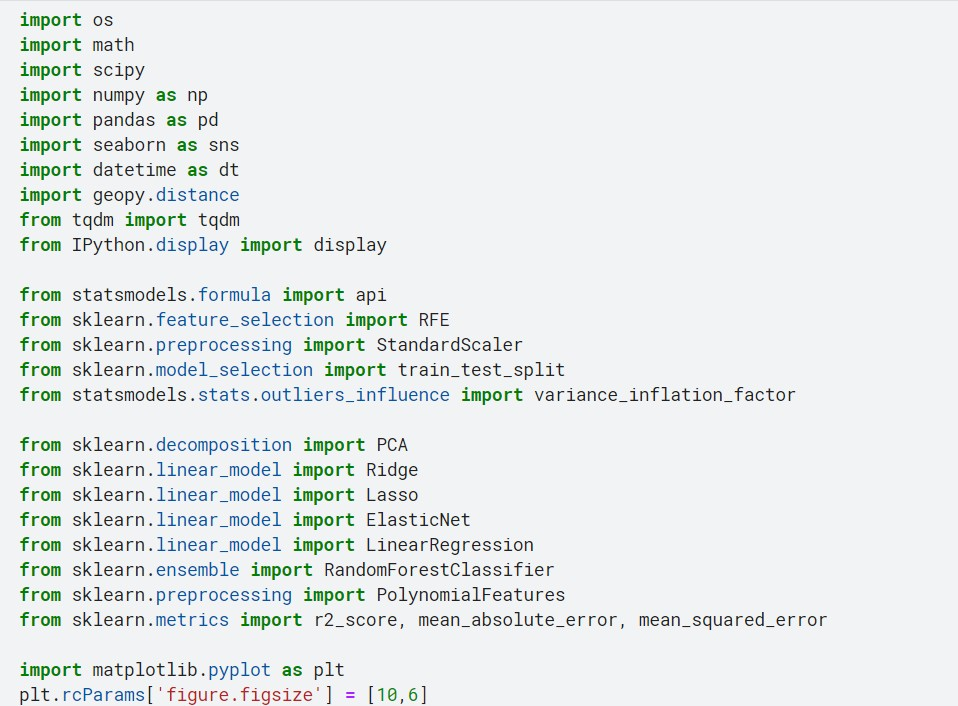 import os
import math
import scipy
import numpy as np
import pandas as pd
import seaborn as sns
import datetime as dt
import geopy.distance
from tqdm import tqdm
from IPython.display import display
from statsmodels.formula import api
from sklearn.feature_selection import RFE
from sklearn.preprocessing import StandardScaler
from sklearn.model_selection import train_test_split
from statsmodels.stats.outliers_influence import variance_inflation_factor
from sklearn.decomposition import PCA
from sklearn.linear_model import Ridge
from sklearn.linear_model import Lasso
from sklearn.linear_model import ElasticNet
from sklearn.linear_model import LinearRegression
from sklearn.ensemble import RandomForestClassifier
from sklearn.preprocessing import PolynomialFeatures
from sklearn.metrics import r2_score, mean_absolute_error, mean_squared_error
import matplotlib.pyplot as plt
plt.rcParams['figure.figsize'] = [10,6]